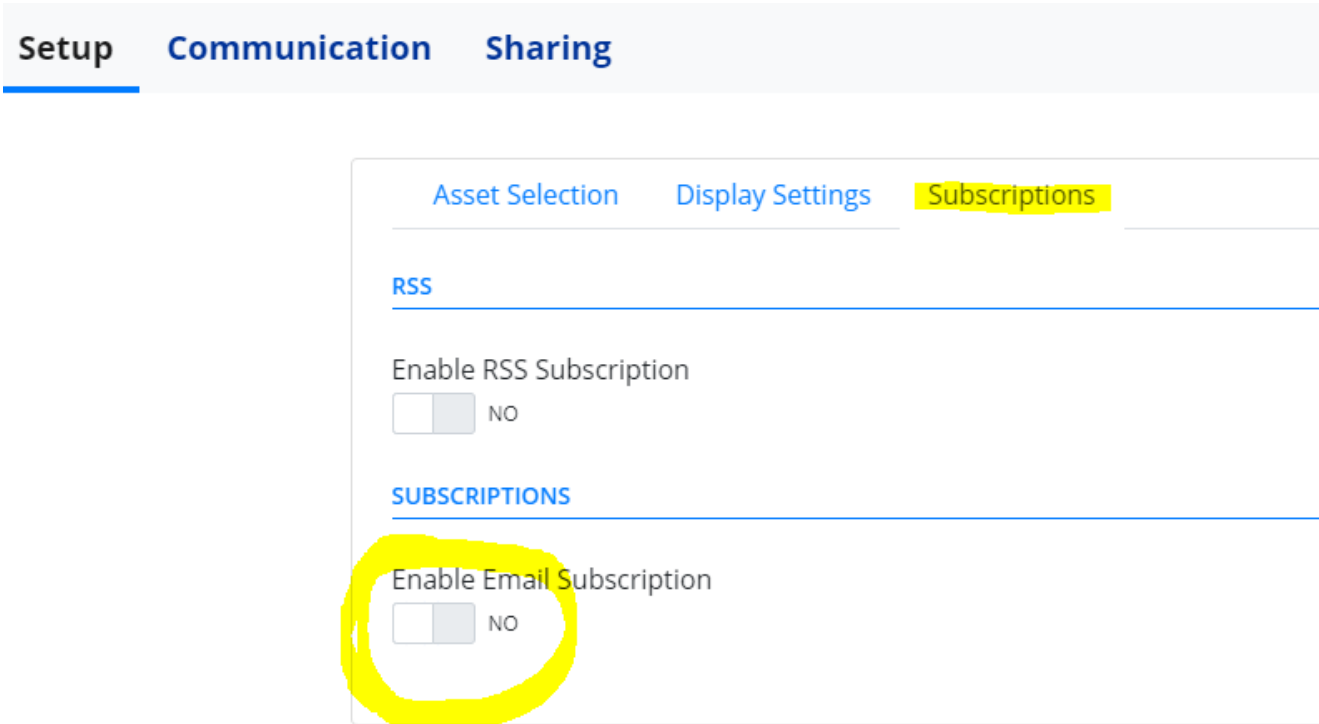 Setup Communication Sharing
Asset Selection Display Settings Subscriptions
RSS
Enable RSS Subscription
NO
SUBSCRIPTIONS
Enable Email Subscription
NO